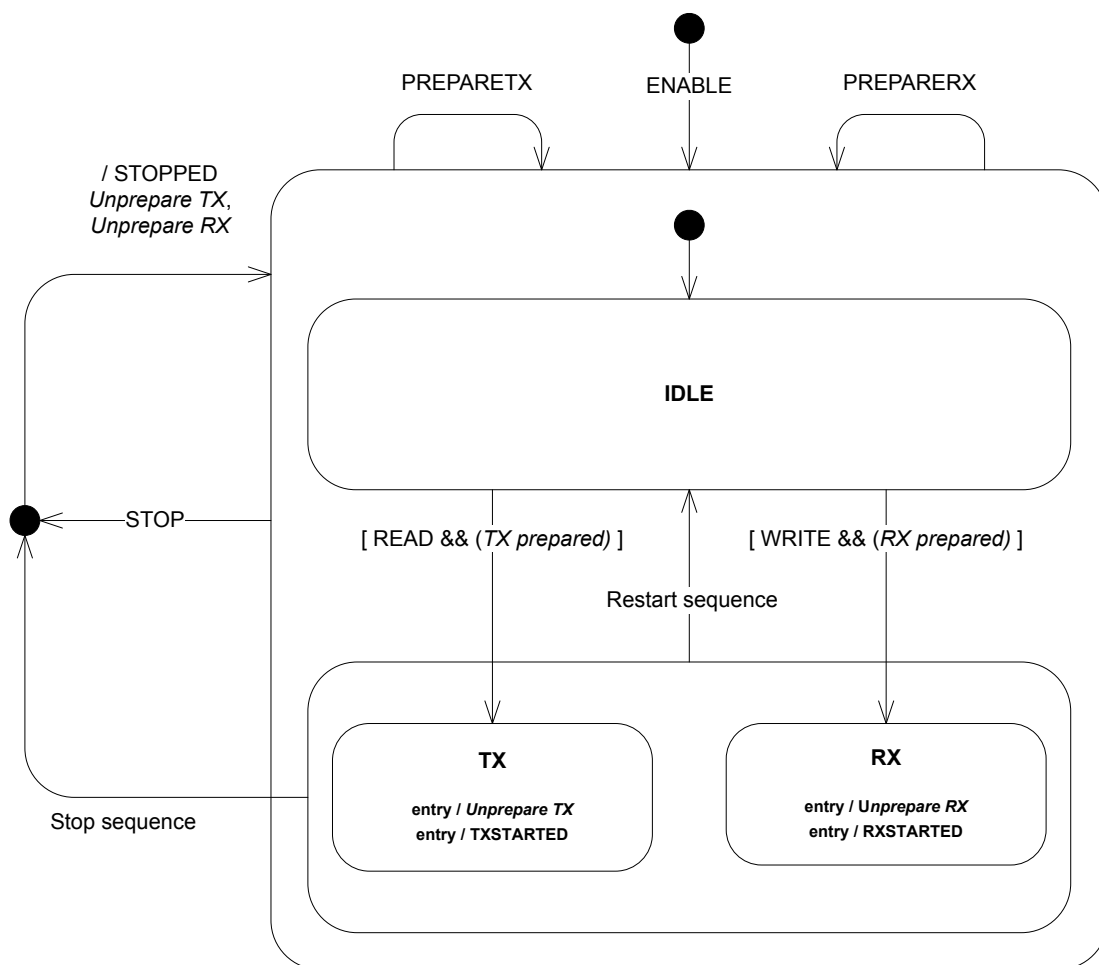 PREPARETX
ENABLE
PREPARERX
/ STOPPED
Unprepare TX,
Unprepare RX
IDLE
STOP
[ READ && (TX prepared) ]
[ WRITE && (RX prepared) ]
Restart sequence
TX
entry / Unprepare TX
entry / TXSTARTED
RX
entry / Unprepare RX
entry / RXSTARTED
Stop sequence